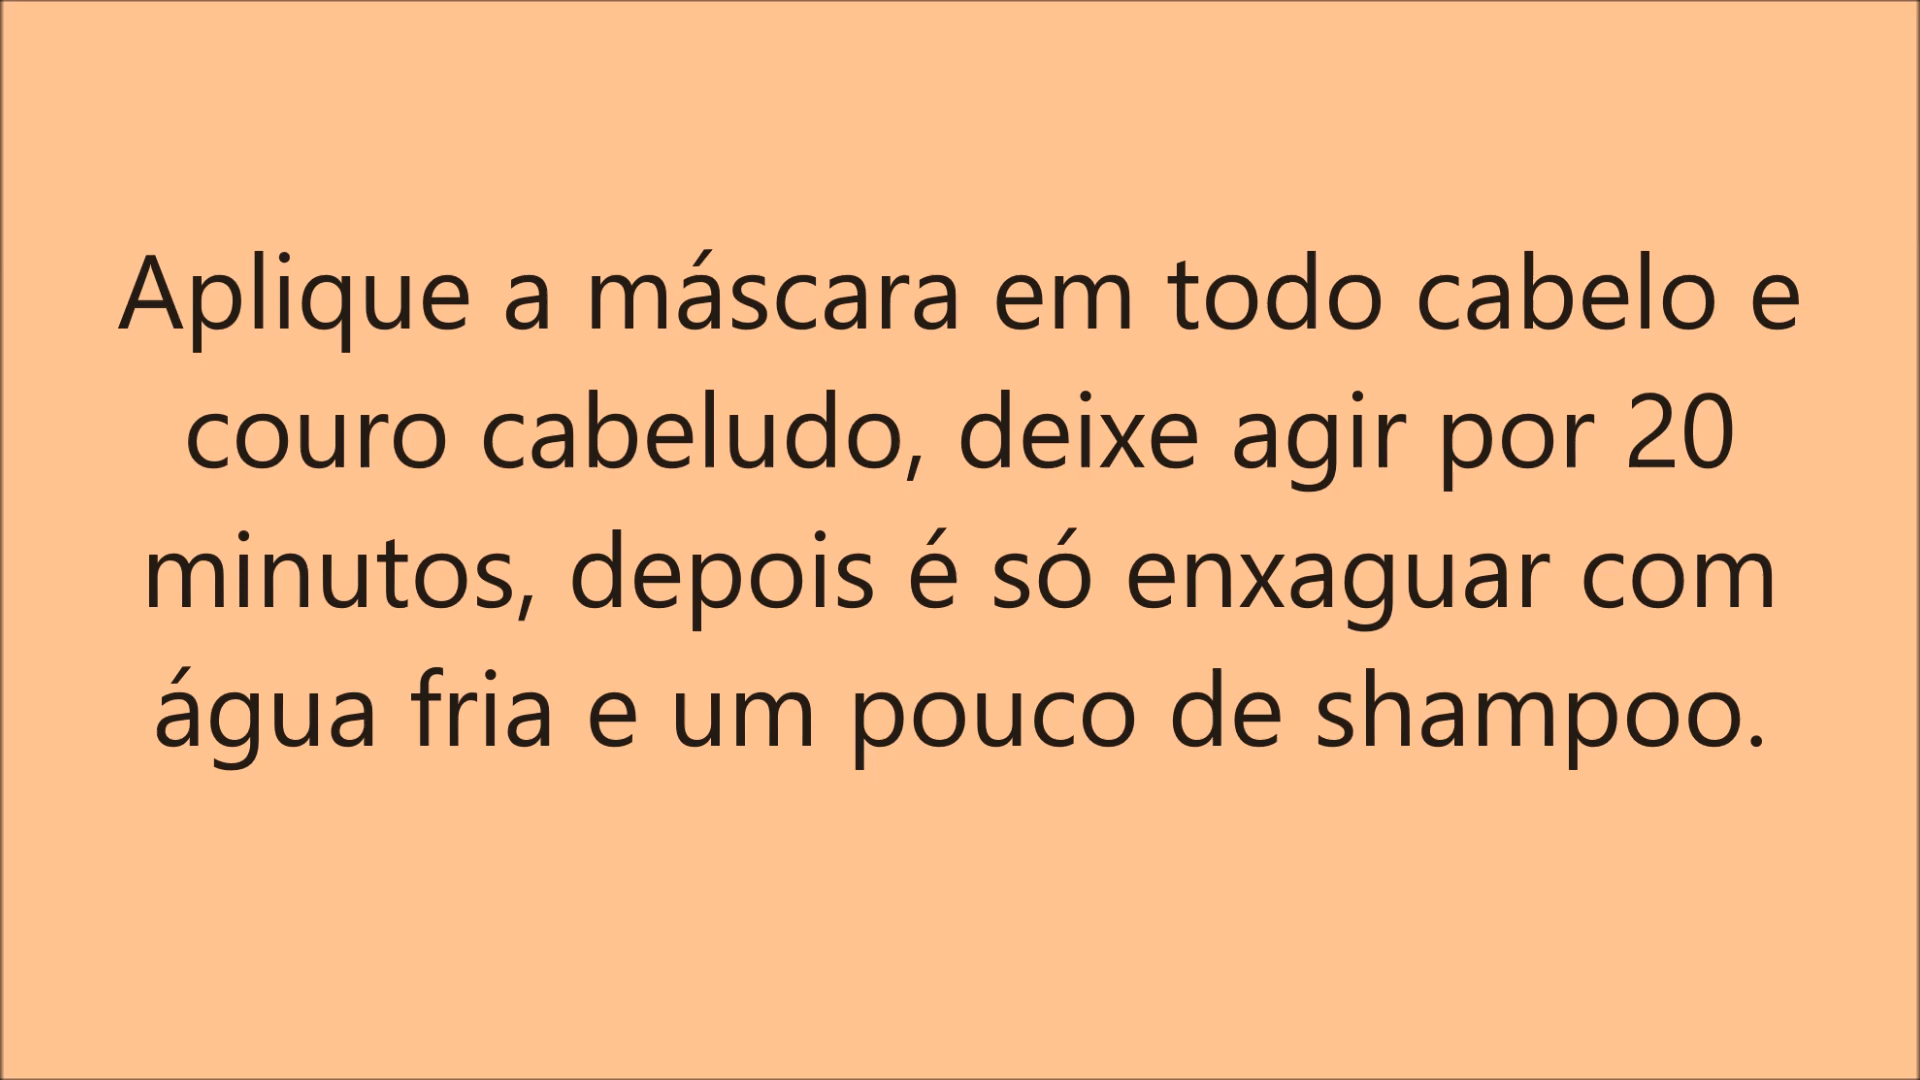 Aplique a máscara em todo cabelo e
couro cabeludo, deixe agir por 20
minutos, depois é só enxaguar com
água fria e um pouco de shampoo.